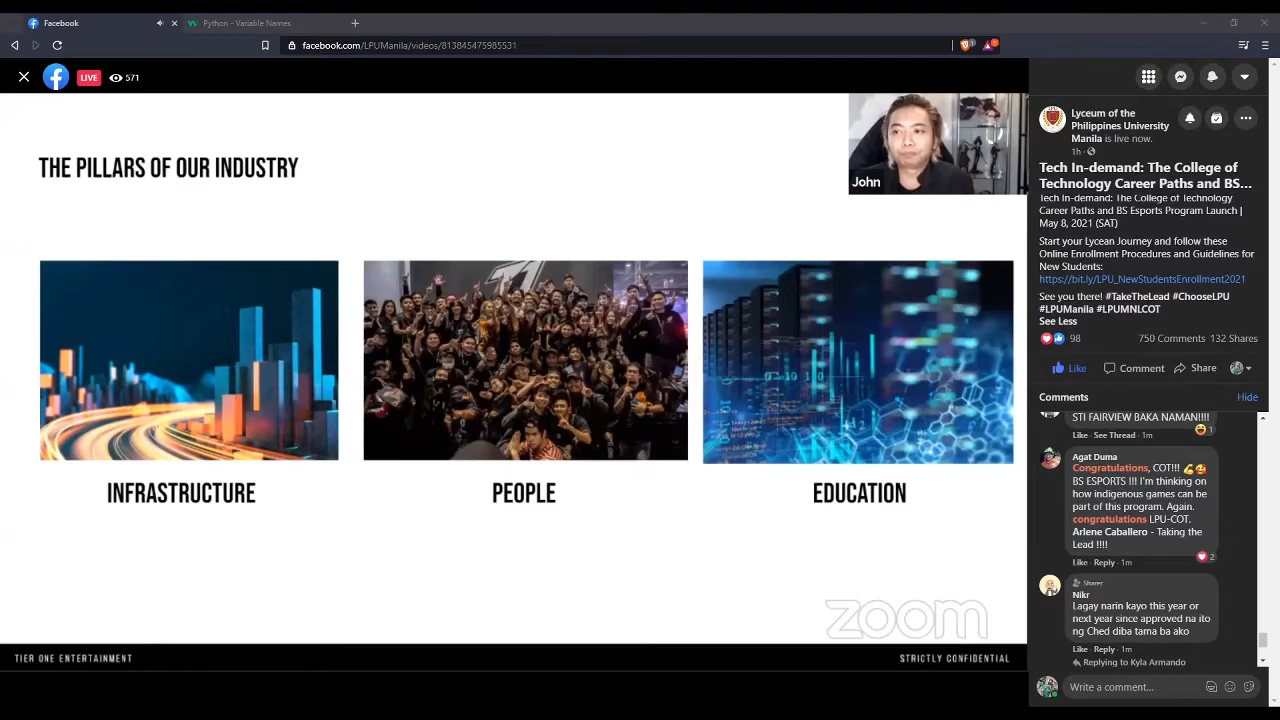 Facebook
Python - Variable Names
facebook.com/LPUManila/videos/813845475985531
LIVE
571
THE PILLARS OF OUR INDUSTRY
John
INFRASTRUCTURE
PEOPLE
EDUCATION
zoom
TIER ONE ENTERTAINMENT
STRICTLY CONFIDENTIAL
Lyceum of the
Philippines University
Manila is live now.
1h ·
Tech In-demand: The College of
Technology Career Paths and BS...
Tech In-demand: The College of Technology
Career Paths and BS Esports Program Launch |
May 8, 2021 (SAT)
Start your Lycean Journey and follow these
Online Enrollment Procedures and Guidelines for
New Students:
https://bit.ly/LPU_NewStudentsEnrollment2021
See you there! #TakeTheLead #ChooseLPU
#LPUManila #LPUMNLCOT
See Less
98
750 Comments 132 Shares
Like
Comment
Share
Comments
Hide
STI FAIRVIEW BAKA NAMAN!!!!
1
Like · See Thread · 1m
Agat Duma
Congratulations, COT!!! 💪🥰
BS ESPORTS !!! I'm thinking on
how indigenous games can be
part of this program. Again.
congratulations LPU-COT.
Arlene Caballero - Taking the
Lead !!!!
2
Like · Reply · 1m
Sharer
Nikr
Lagay narin kayo this year or
next year since approved na ito
ng Ched diba tama ba ako
Like · Reply · 1m
Replying to Kyla Armando
Write a comment...